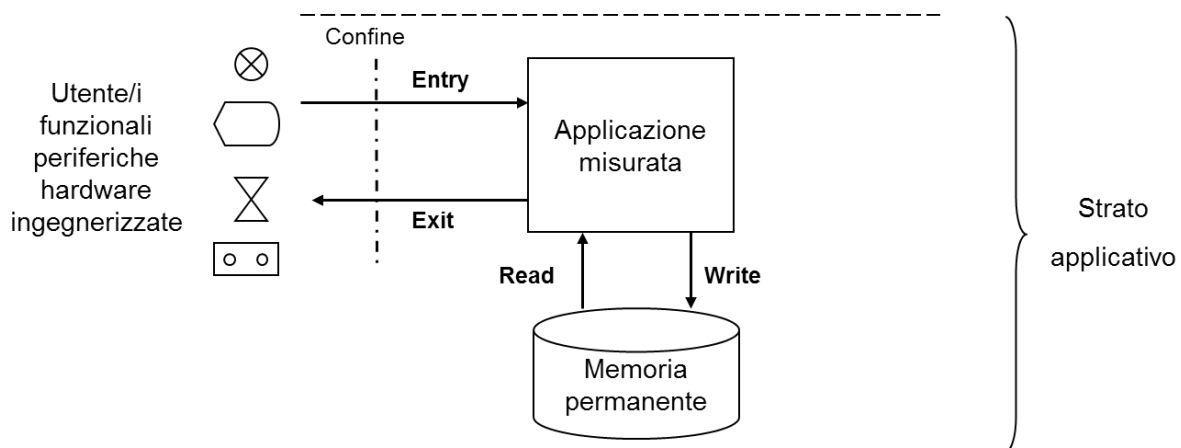 Confine
Utente/i
funzionali
periferiche
hardware
ingegnerizzate
Entry
Exit
Applicazione
misurata
Read
Write
Memoria
permanente
Strato
applicativo